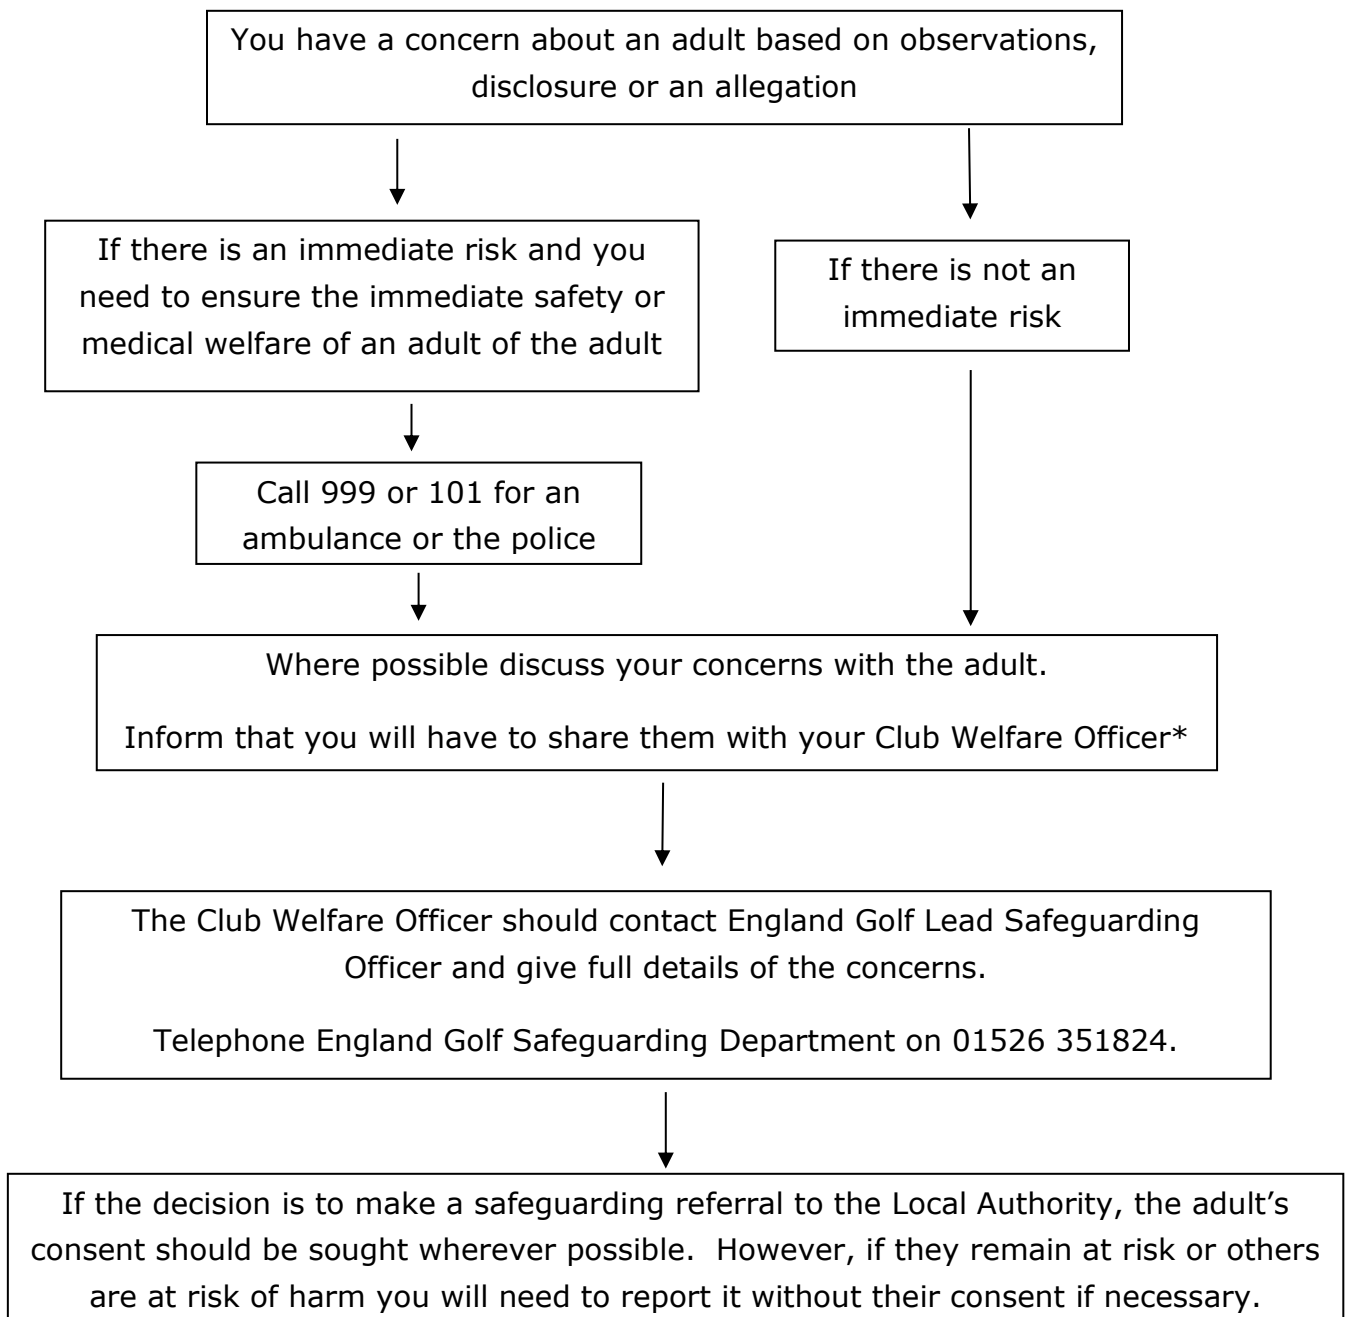 You have a concern about an adult based on observations,
disclosure or an allegation
If there is an immediate risk and you
need to ensure the immediate safety or
medical welfare of an adult of the adult
If there is not an
immediate risk
Call 999 or 101 for an
ambulance or the police
Where possible discuss your concerns with the adult.
Inform that you will have to share them with your Club Welfare Officer*
The Club Welfare Officer should contact England Golf Lead Safeguarding
Officer and give full details of the concerns.
Telephone England Golf Safeguarding Department on 01526 351824.
If the decision is to make a safeguarding referral to the Local Authority, the adult’s
consent should be sought wherever possible.  However, if they remain at risk or others
are at risk of harm you will need to report it without their consent if necessary.